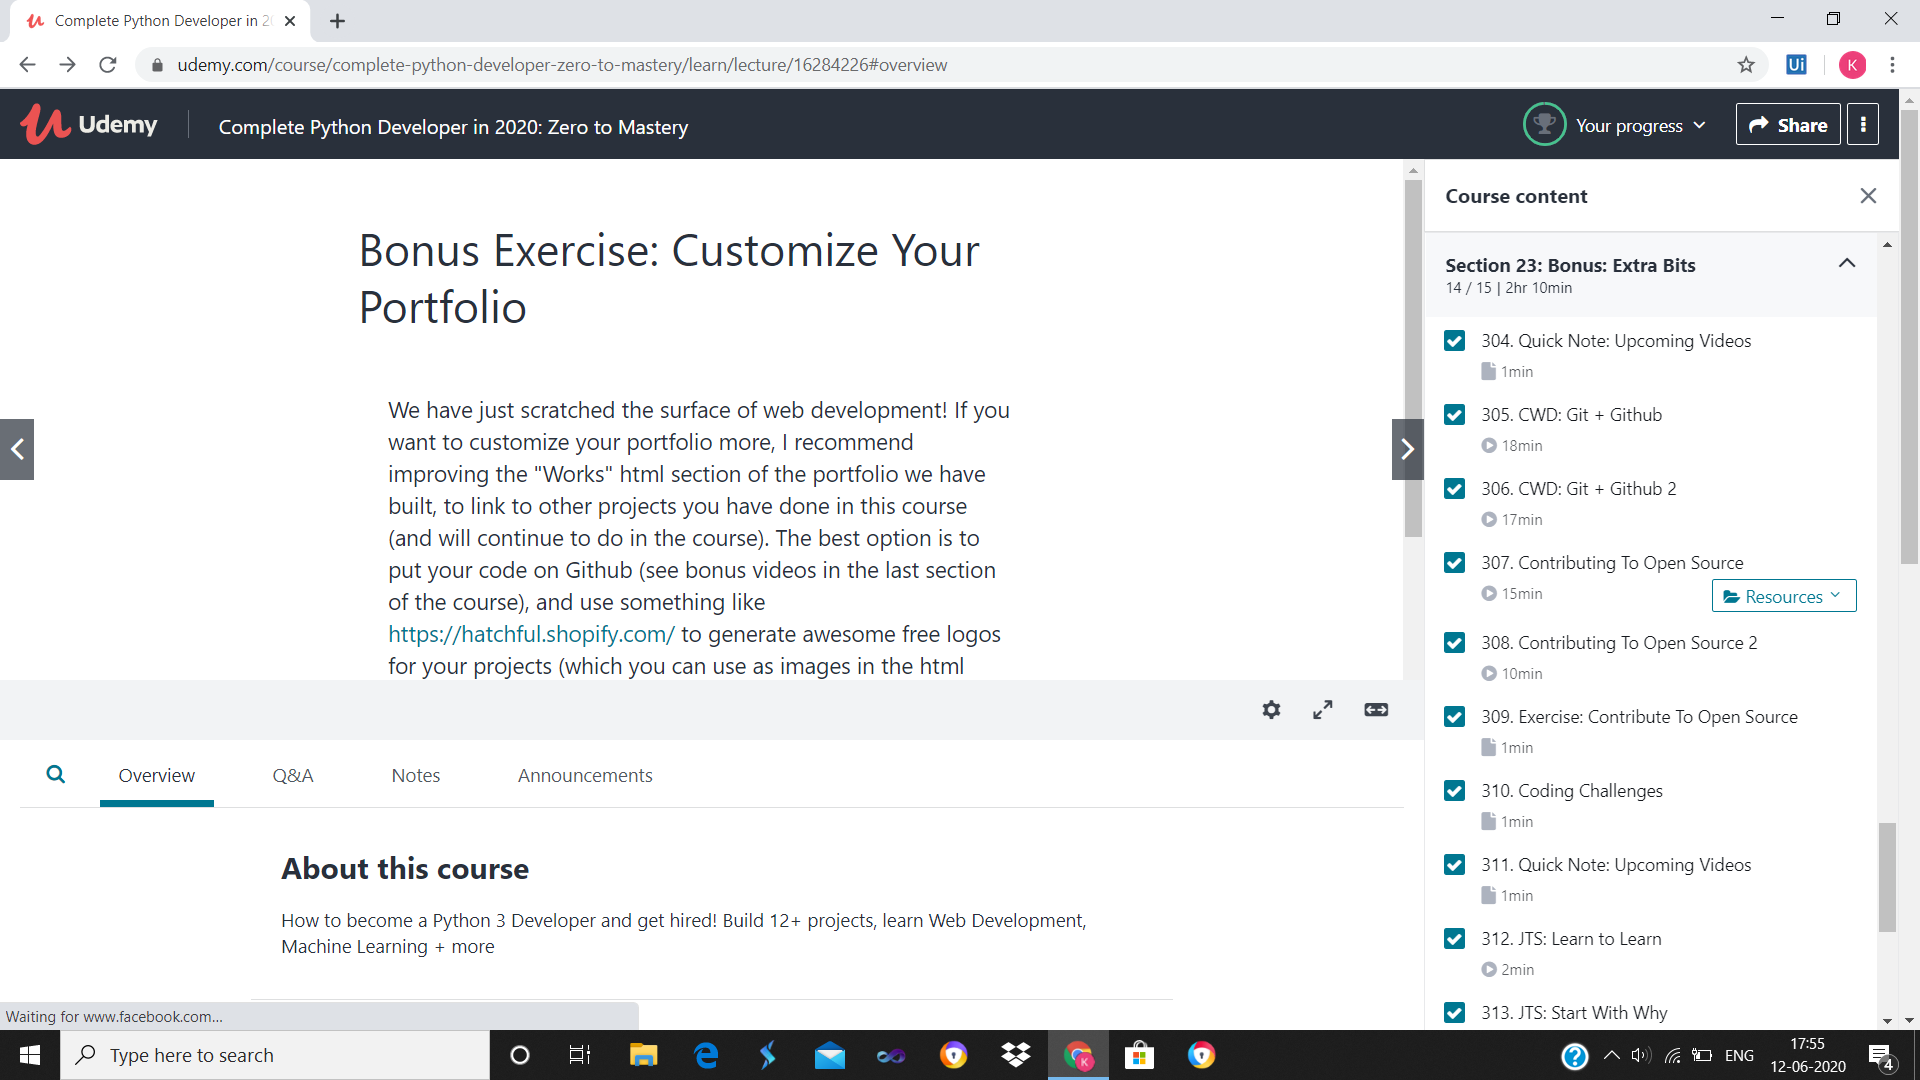 Complete Python Developer in 2
udemy.com/course/complete-python-developer-zero-to-mastery/learn/lecture/16284226#overview
Ui
K
Udemy
Complete Python Developer in 2020: Zero to Mastery
Your progress
Share
Bonus Exercise: Customize Your
Portfolio
We have just scratched the surface of web development! If you
want to customize your portfolio more, I recommend
improving the "Works" html section of the portfolio we have
built, to link to other projects you have done in this course
(and will continue to do in the course). The best option is to
put your code on Github (see bonus videos in the last section
of the course), and use something like
https://hatchful.shopify.com/ to generate awesome free logos
for your projects (which you can use as images in the html
Overview
Q&A
Notes
Announcements
About this course
How to become a Python 3 Developer and get hired! Build 12+ projects, learn Web Development,
Machine Learning + more
Course content
Section 23: Bonus: Extra Bits
14 / 15 | 2hr 10min
304. Quick Note: Upcoming Videos
1min
305. CWD: Git + Github
18min
306. CWD: Git + Github 2
17min
307. Contributing To Open Source
15min
Resources
308. Contributing To Open Source 2
10min
309. Exercise: Contribute To Open Source
1min
310. Coding Challenges
1min
311. Quick Note: Upcoming Videos
1min
312. JTS: Learn to Learn
2min
313. JTS: Start With Why
Waiting for www.facebook.com...
Type here to search
K
ENG
17:55
12-06-2020
4